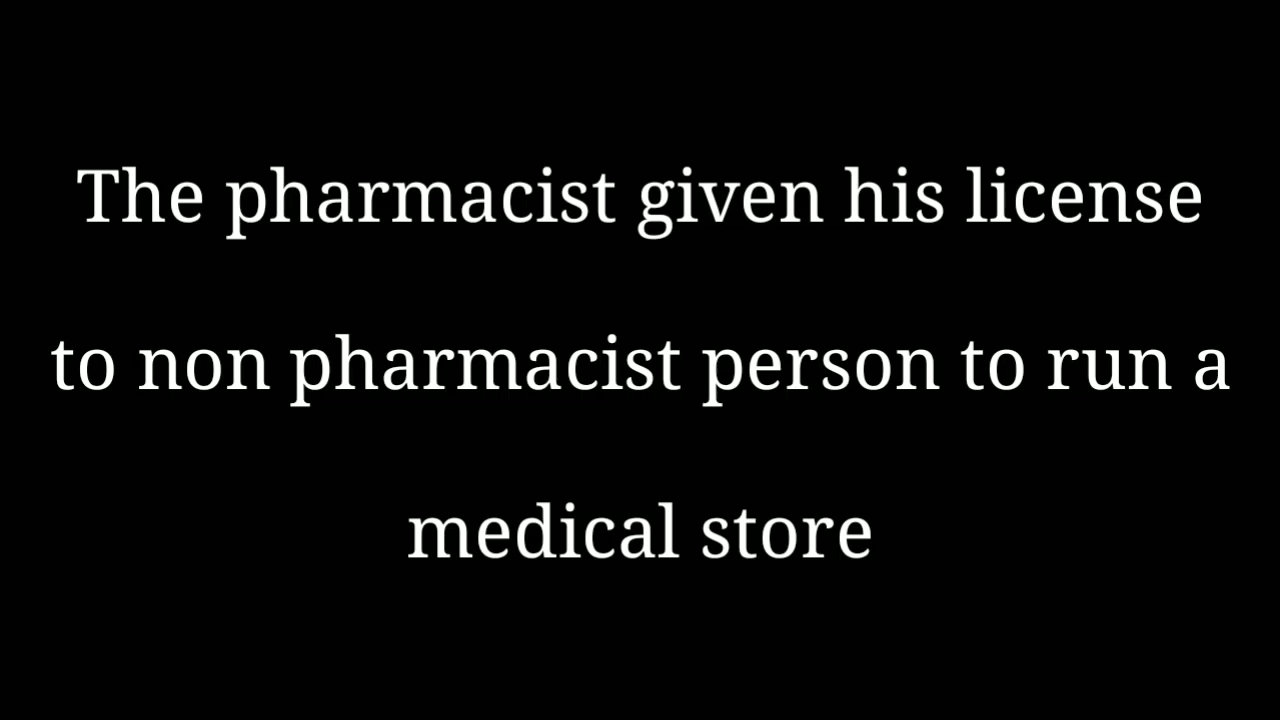 The pharmacist given his license
to non pharmacist person to run a
medical store